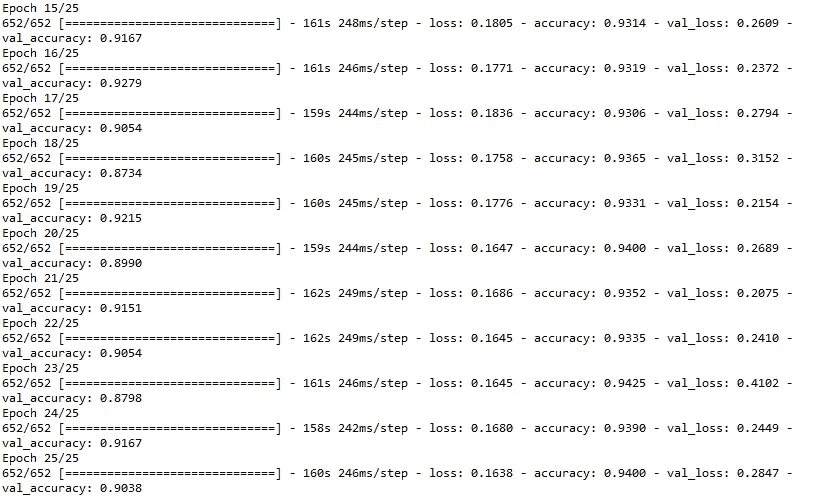 Epoch 15/25
652/652 [==============================] - 161s 248ms/step - loss: 0.1805 - accuracy: 0.9314 - val_loss: 0.2609 -
val_accuracy: 0.9167
Epoch 16/25
652/652 [==============================] - 161s 246ms/step - loss: 0.1771 - accuracy: 0.9319 - val_loss: 0.2372 -
val_accuracy: 0.9279
Epoch 17/25
652/652 [==============================] - 159s 244ms/step - loss: 0.1836 - accuracy: 0.9306 - val_loss: 0.2794 -
val_accuracy: 0.9054
Epoch 18/25
652/652 [==============================] - 160s 245ms/step - loss: 0.1758 - accuracy: 0.9365 - val_loss: 0.3152 -
val_accuracy: 0.8734
Epoch 19/25
652/652 [==============================] - 160s 245ms/step - loss: 0.1776 - accuracy: 0.9331 - val_loss: 0.2154 -
val_accuracy: 0.9215
Epoch 20/25
652/652 [==============================] - 159s 244ms/step - loss: 0.1647 - accuracy: 0.9400 - val_loss: 0.2689 -
val_accuracy: 0.8990
Epoch 21/25
652/652 [==============================] - 162s 249ms/step - loss: 0.1686 - accuracy: 0.9352 - val_loss: 0.2075 -
val_accuracy: 0.9151
Epoch 22/25
652/652 [==============================] - 162s 249ms/step - loss: 0.1645 - accuracy: 0.9335 - val_loss: 0.2410 -
val_accuracy: 0.9054
Epoch 23/25
652/652 [==============================] - 161s 246ms/step - loss: 0.1645 - accuracy: 0.9425 - val_loss: 0.4102 -
val_accuracy: 0.8798
Epoch 24/25
652/652 [==============================] - 158s 242ms/step - loss: 0.1680 - accuracy: 0.9390 - val_loss: 0.2449 -
val_accuracy: 0.9167
Epoch 25/25
652/652 [==============================] - 160s 246ms/step - loss: 0.1638 - accuracy: 0.9400 - val_loss: 0.2847 -
val_accuracy: 0.9038